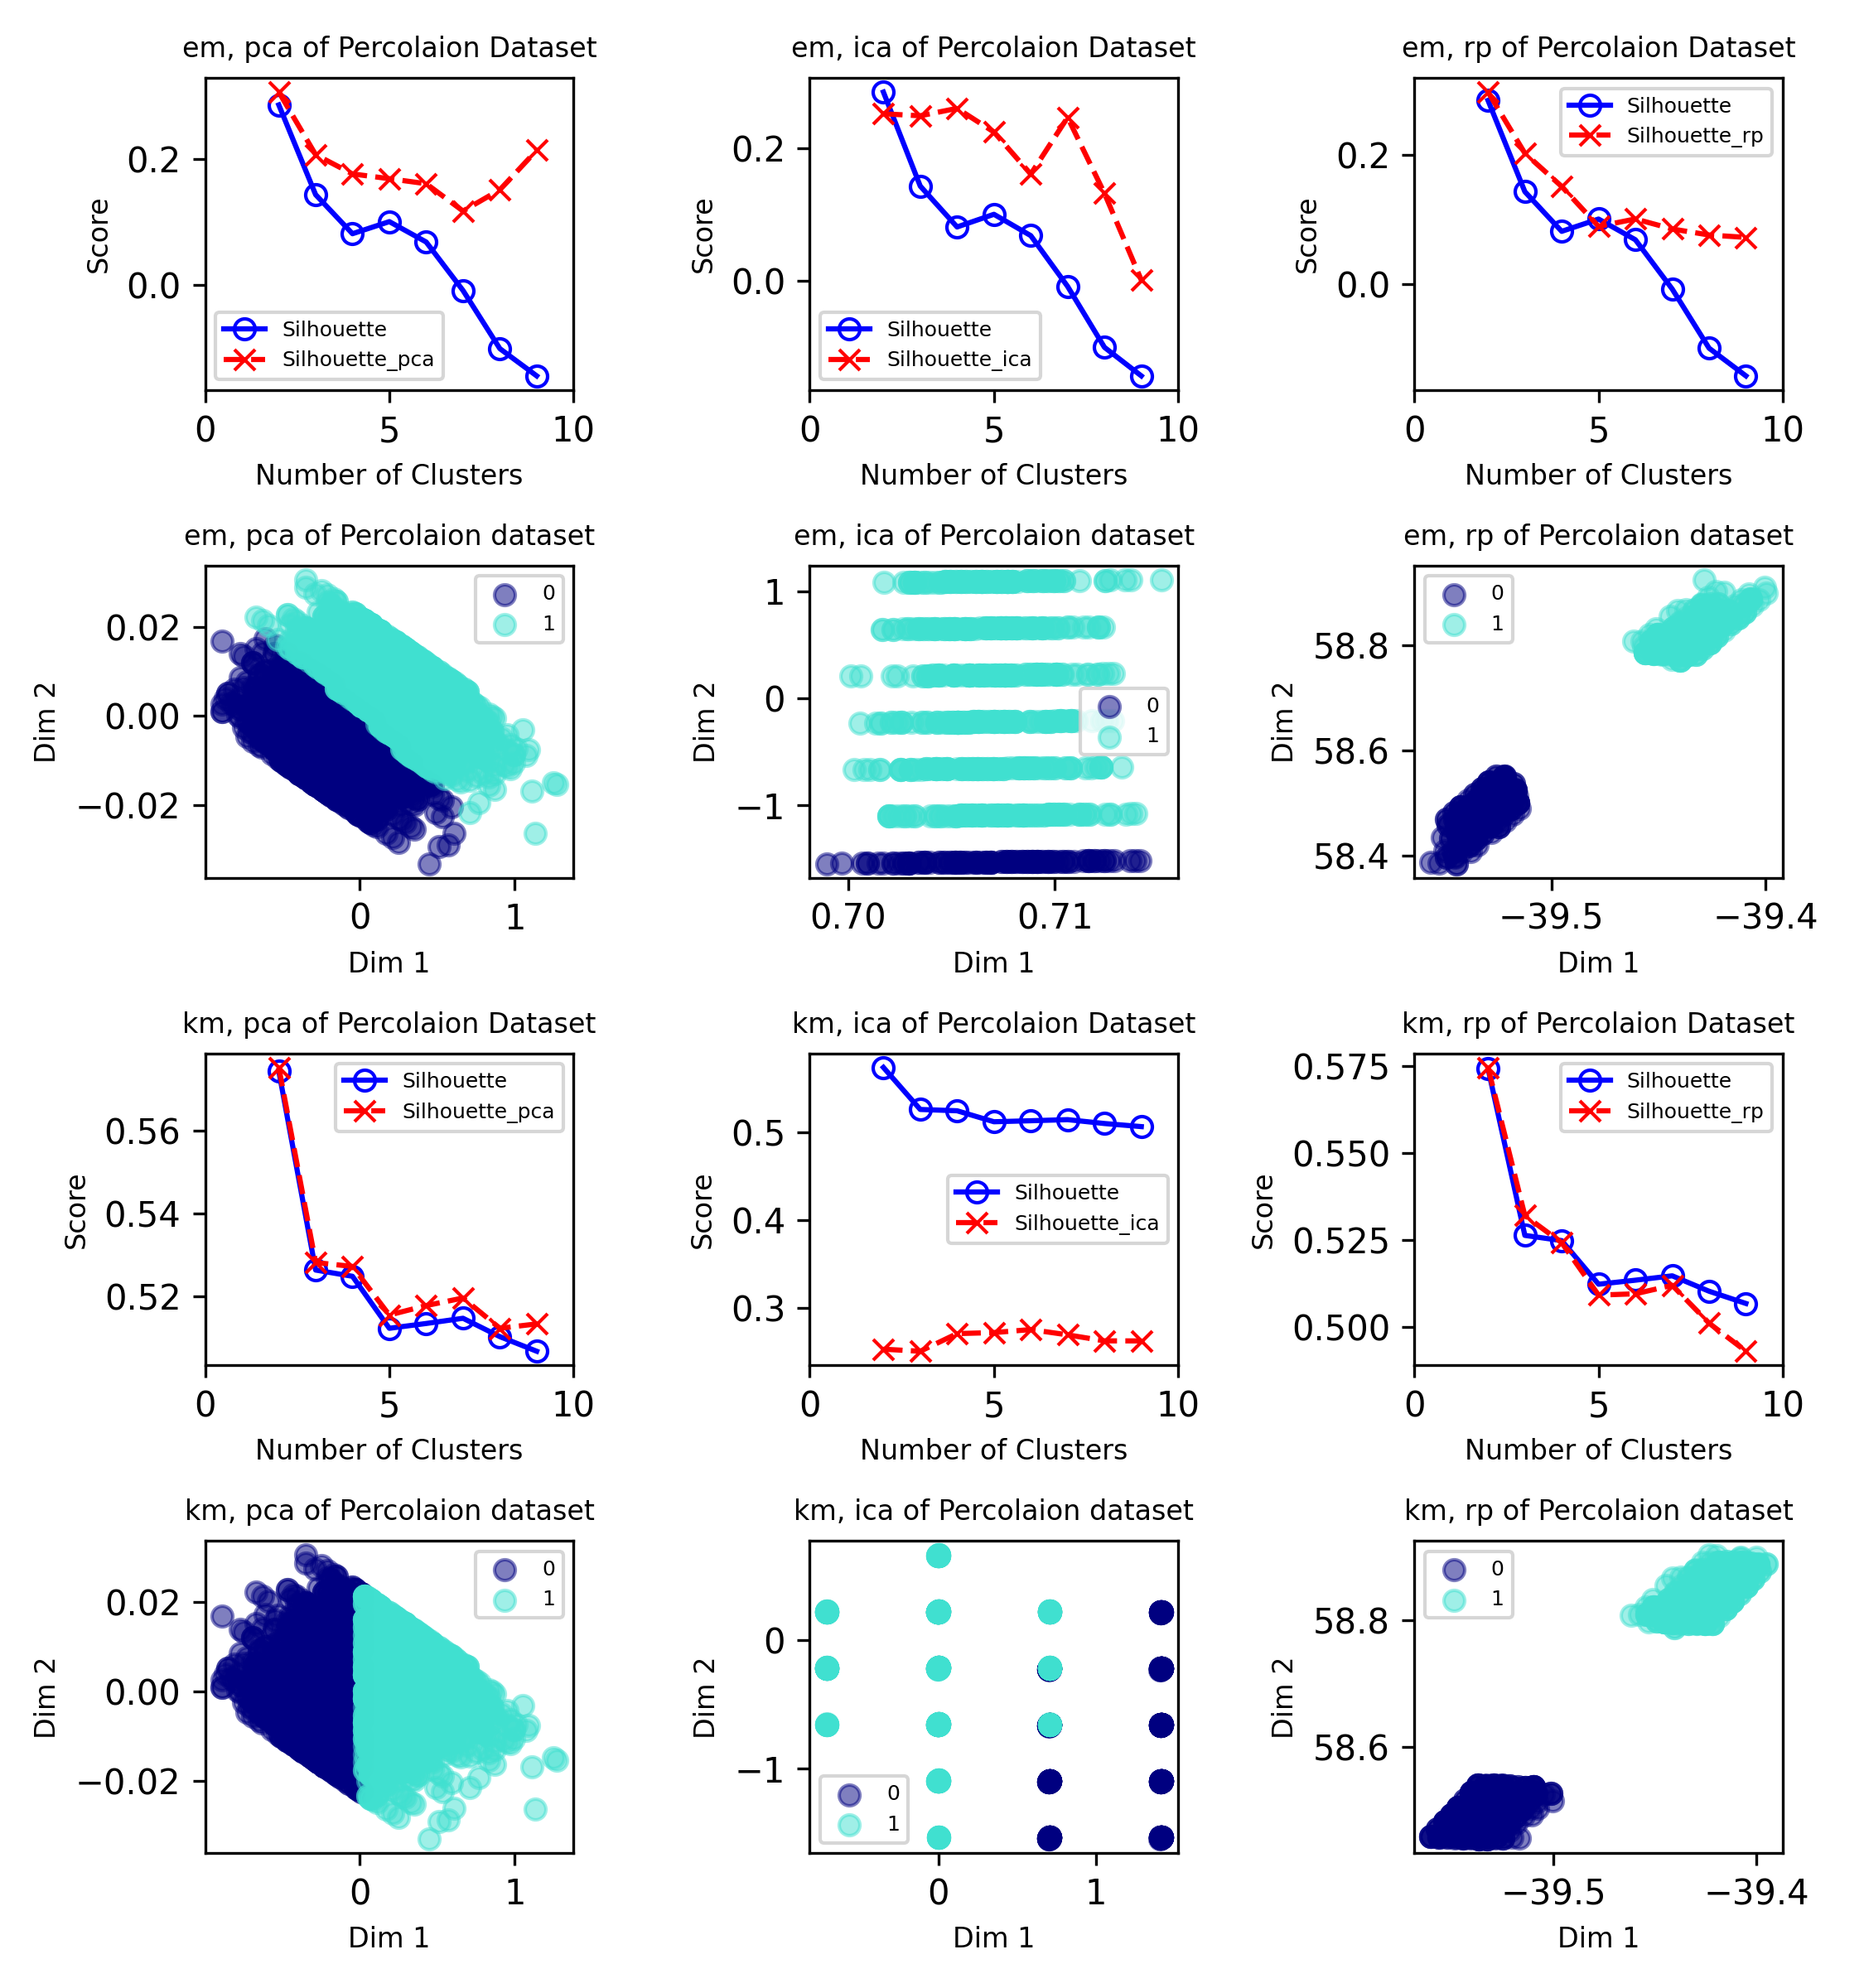 em, pca of Percolaion Dataset
Score
0.2
0.0
Silhouette
Silhouette_pca
0
5
10
Number of Clusters
em, ica of Percolaion Dataset
Score
0.2
0.0
Silhouette
Silhouette_ica
0
5
10
Number of Clusters
em, rp of Percolaion Dataset
Score
0.2
0.0
Silhouette
Silhouette_rp
0
5
10
Number of Clusters
em, pca of Percolaion dataset
Dim 2
0.02
0.00
−0.02
0
1
0
1
Dim 1
em, ica of Percolaion dataset
Dim 2
1
0
−1
0
1
0.70
0.71
Dim 1
em, rp of Percolaion dataset
Dim 2
58.8
58.6
58.4
0
1
−39.5
−39.4
Dim 1
km, pca of Percolaion Dataset
Score
0.56
0.54
0.52
Silhouette
Silhouette_pca
0
5
10
Number of Clusters
km, ica of Percolaion Dataset
Score
0.5
0.4
0.3
Silhouette
Silhouette_ica
0
5
10
Number of Clusters
km, rp of Percolaion Dataset
Score
0.575
0.550
0.525
0.500
Silhouette
Silhouette_rp
0
5
10
Number of Clusters
km, pca of Percolaion dataset
Dim 2
0.02
0.00
−0.02
0
1
0
1
Dim 1
km, ica of Percolaion dataset
Dim 2
0
−1
0
1
0
1
Dim 1
km, rp of Percolaion dataset
Dim 2
58.8
58.6
0
1
−39.5
−39.4
Dim 1